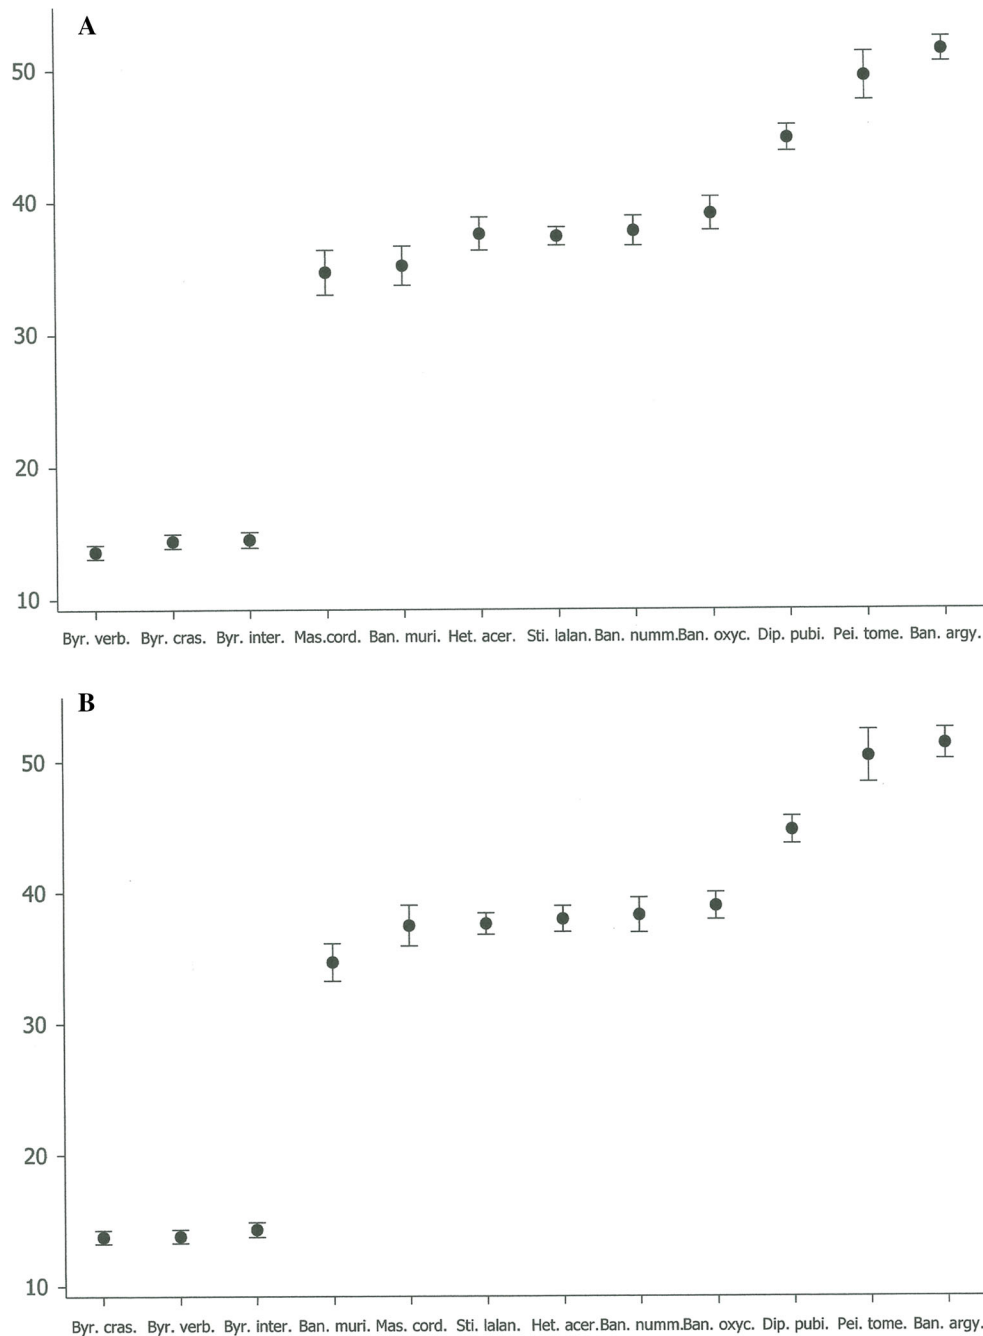 A
50
40
30
20
10
Byr. verb. Byr. cras. Byr. inter. Mas.cord. Ban. muri. Het. acer. Sti. lalan. Ban. numm.Ban. oxyc. Dip. pubi. Pei. tome. Ban. argy.
B
50
40
30
20
10
Byr. cras. Byr. verb. Byr. inter. Ban. muri. Mas. cord. Sti. lalan. Het. acer.Ban. numm.Ban. oxyc. Dip. pubi. Pei. tome. Ban. argy.